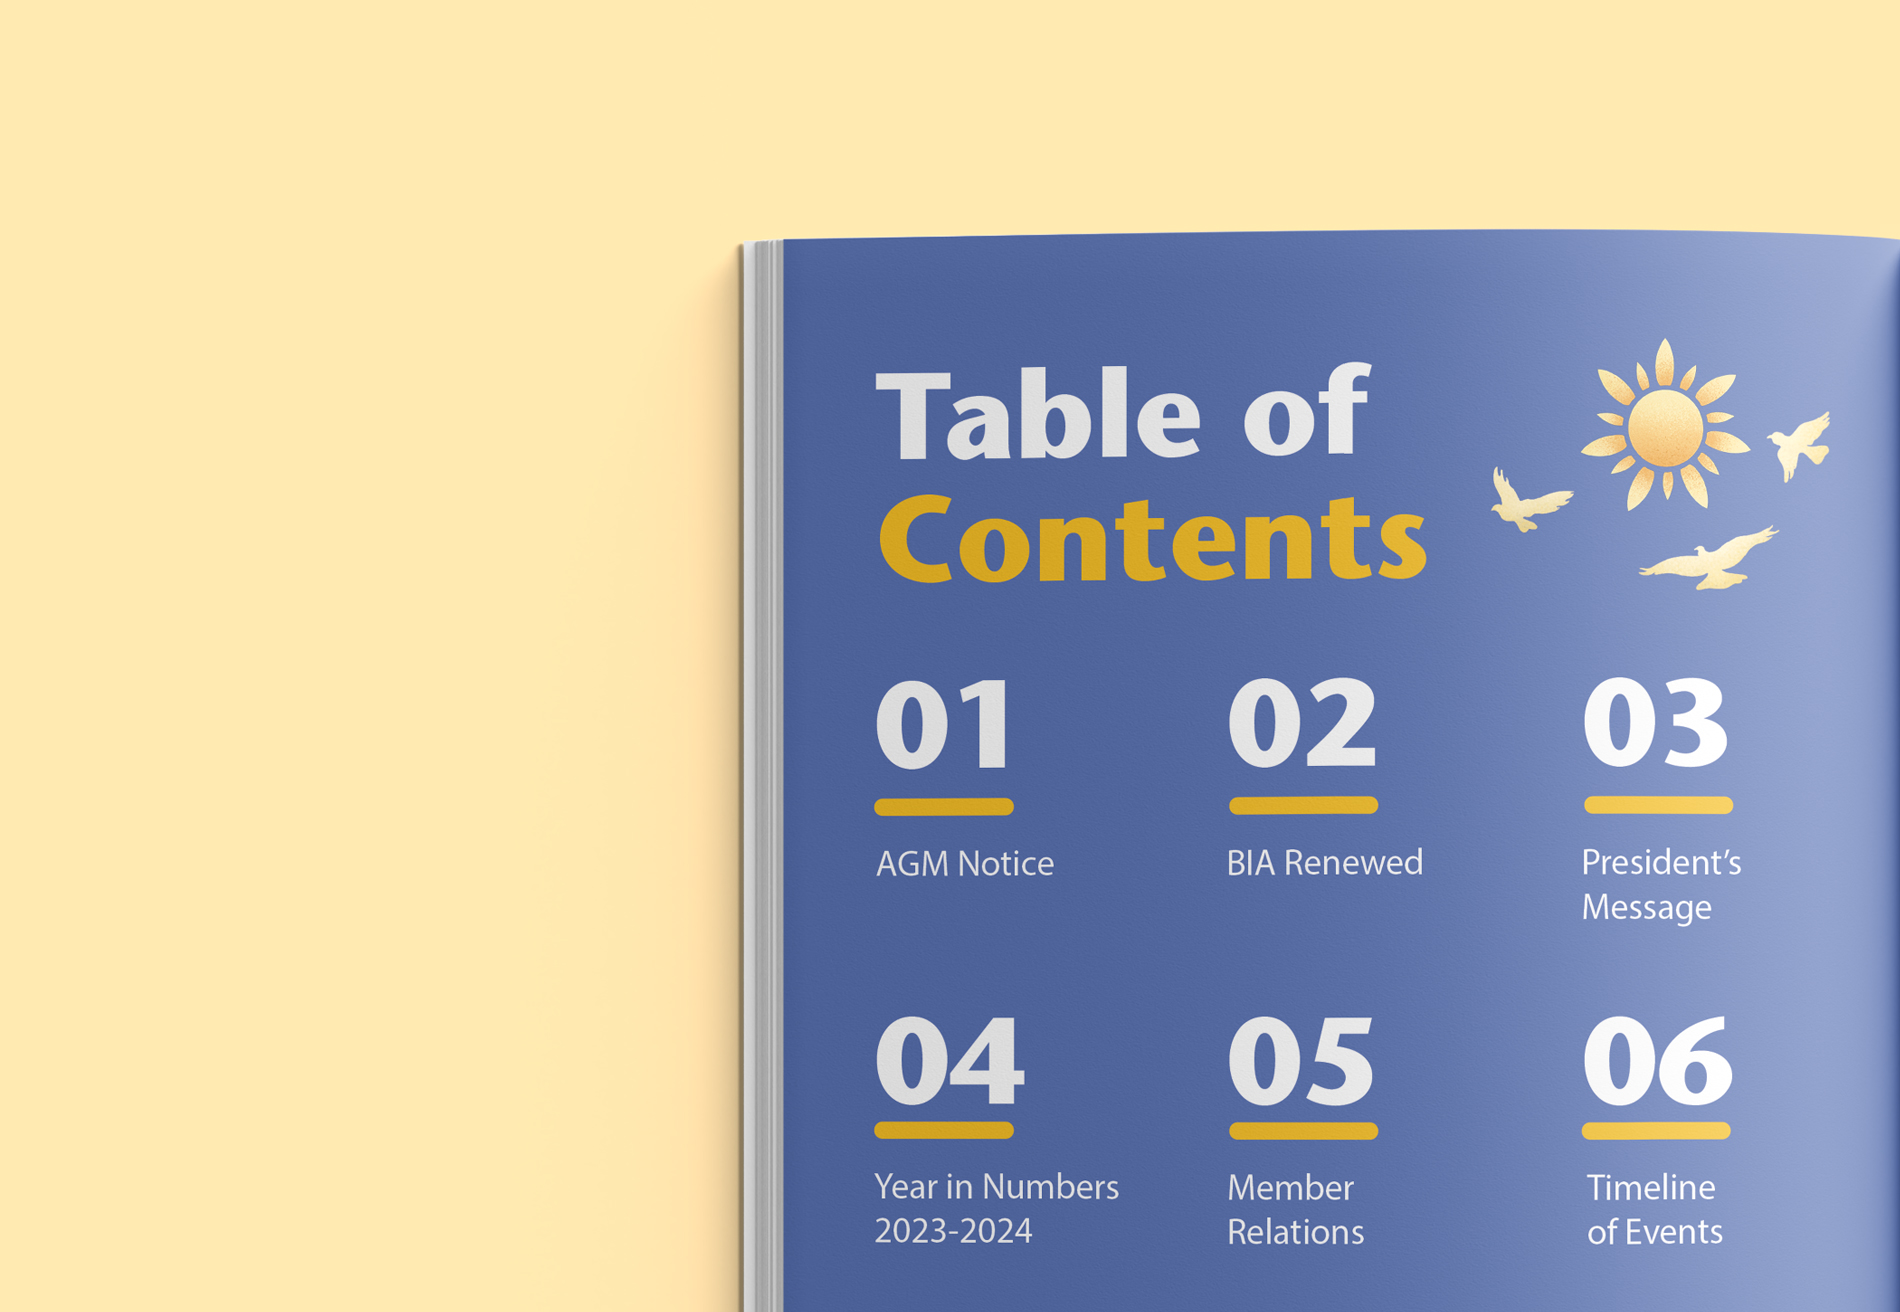 Table of
Contents
01
02
03
AGM Notice
BIA Renewed
President’s
Message
04
05
06
Year in Numbers
2023-2024
Member
Relations
Timeline
of Events